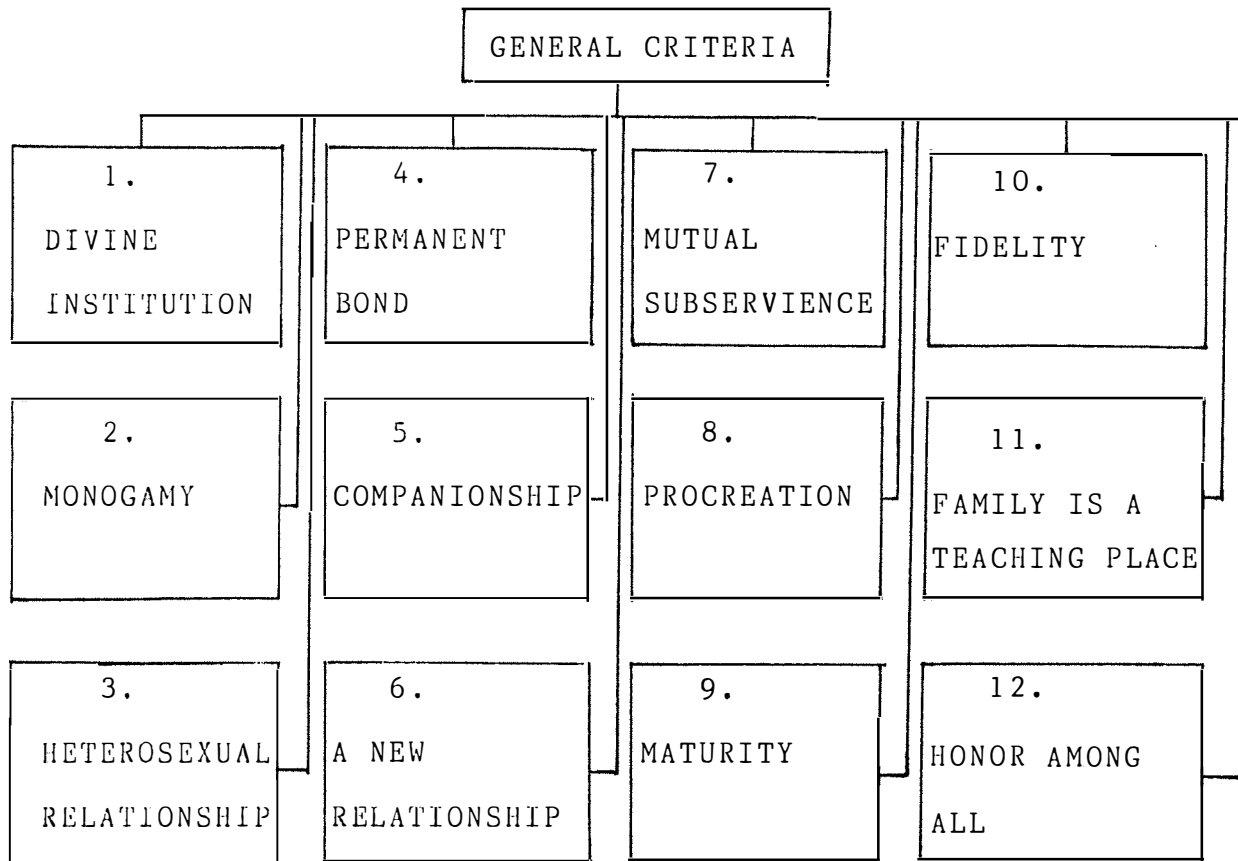 GENERAL CRITERIA
1.
DIVINE
INSTITUTION
2.
MONOGAMY
3.
HETEROSEXUAL
RELATIONSHIP
4.
PERMANENT
BOND
5.
COMPANIONSHIP
6.
A NEW
RELATIONSHIP
7.
MUTUAL
SUBSERVIENCE
8.
PROCREATION
9.
MATURITY
10.
FIDELITY
11.
FAMILY IS A
TEACHING PLACE
12.
HONOR AMONG
ALL